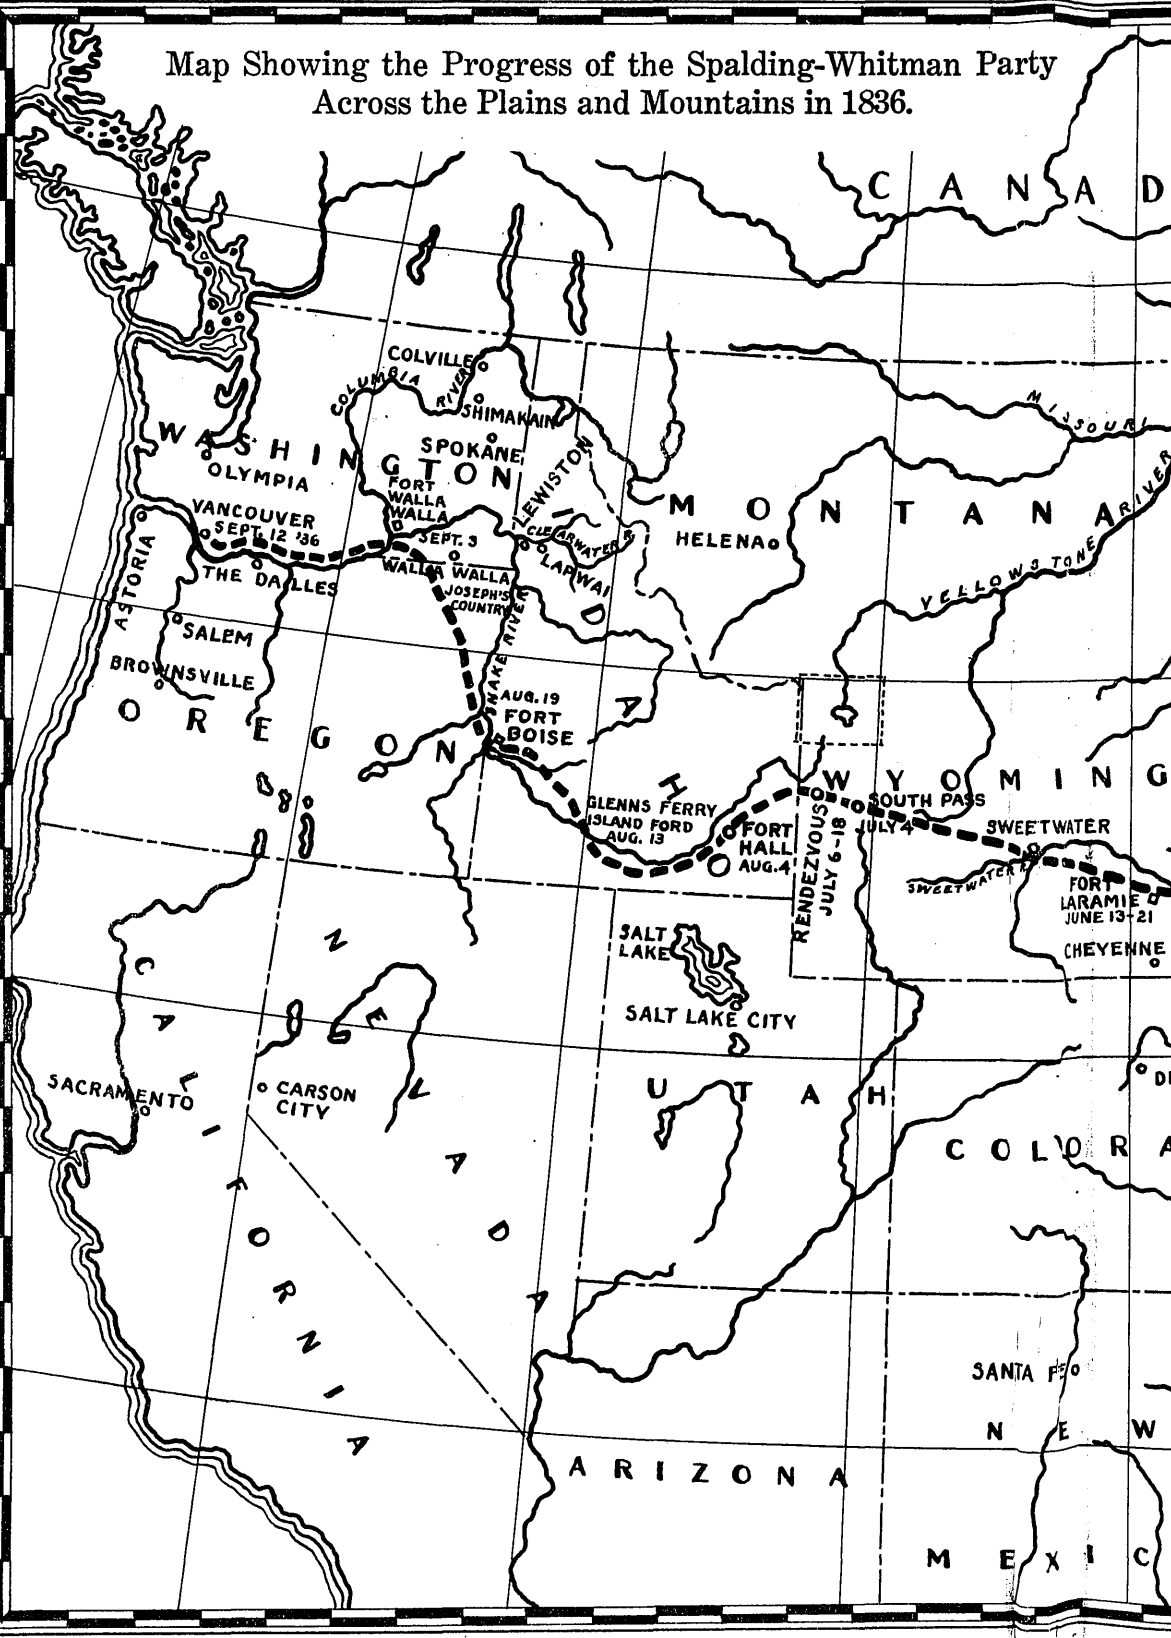 Map Showing the Progress of the Spalding-Whitman Party
Across the Plains and Mountains in 1836.
CANAD
COLVILLE
COLUMBIA
RIVER
SHIMAKAIN
SPOKANE
WASHINGTON
OLYMPIA
FORT
WALLA
WALLA
SEPT. 3
VANCOUVER
SEPT. 12 '36
THE DALLES
WALLA WALLA
JOSEPH'S
COUNTRY
LEWISTON
CLEARWATER R.
LAPWAI
ASTORIA
SALEM
BROWNSVILLE
OREGON
SNAKE RIVER
AUG. 19
FORT
BOISE
IDAHO
MONTANA
HELENA
MISSOURI
RIVER
YELLOWSTONE
WYOMING
GLENNS FERRY
ISLAND FORD
AUG. 13
FORT
HALL
AUG. 4
RENDEZVOUS
JULY 6-18
SOUTH PASS
JULY 4
SWEETWATER
SWEETWATER R.
FORT
LARAMIE
JUNE 13-21
CHEYENNE
SALT
LAKE
SALT LAKE CITY
UTAH
NEVADA
CARSON
CITY
SACRAMENTO
CALIFORNIA
DE
COLORA
SANTA FE
NEW
ARIZONA
MEXIC